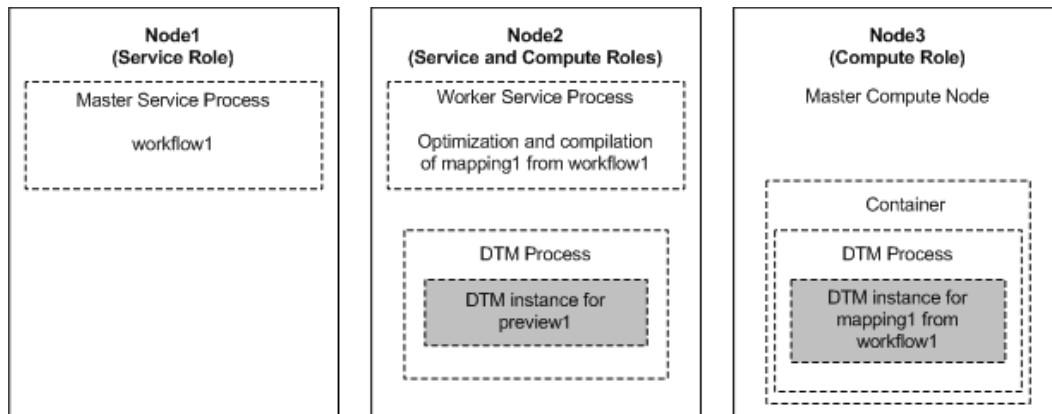 Node1
(Service Role)
Master Service Process
workflow1
Node2
(Service and Compute Roles)
Worker Service Process
Optimization and compilation
of mapping1 from workflow1
DTM Process
DTM instance for
preview1
Node3
(Compute Role)
Master Compute Node
Container
DTM Process
DTM instance for
mapping1 from
workflow1